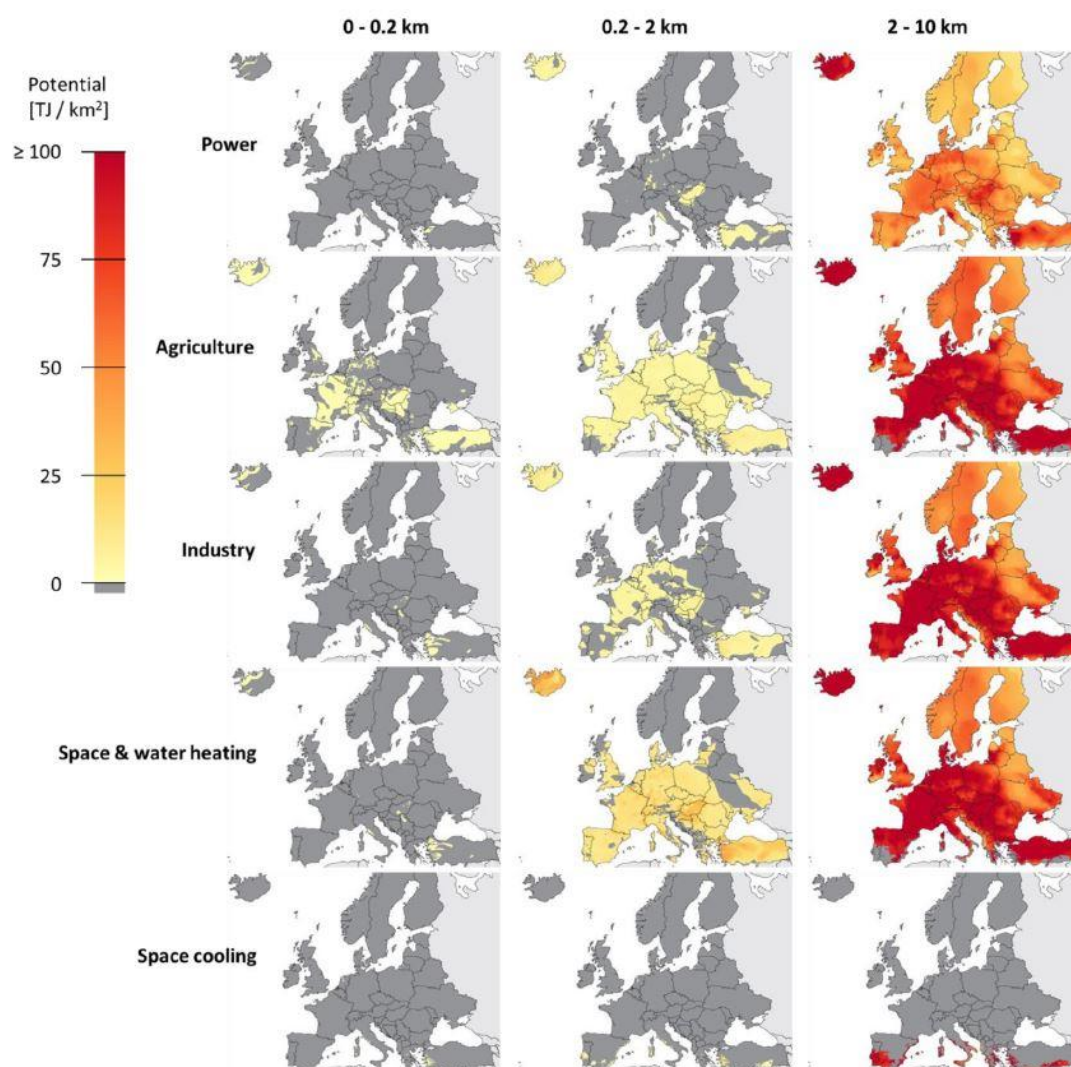 0 - 0.2 km
0.2 - 2 km
2 - 10 km
Potential
[TJ / km²]
≥ 100
75
50
25
0
Power
Agriculture
Industry
Space & water heating
Space cooling